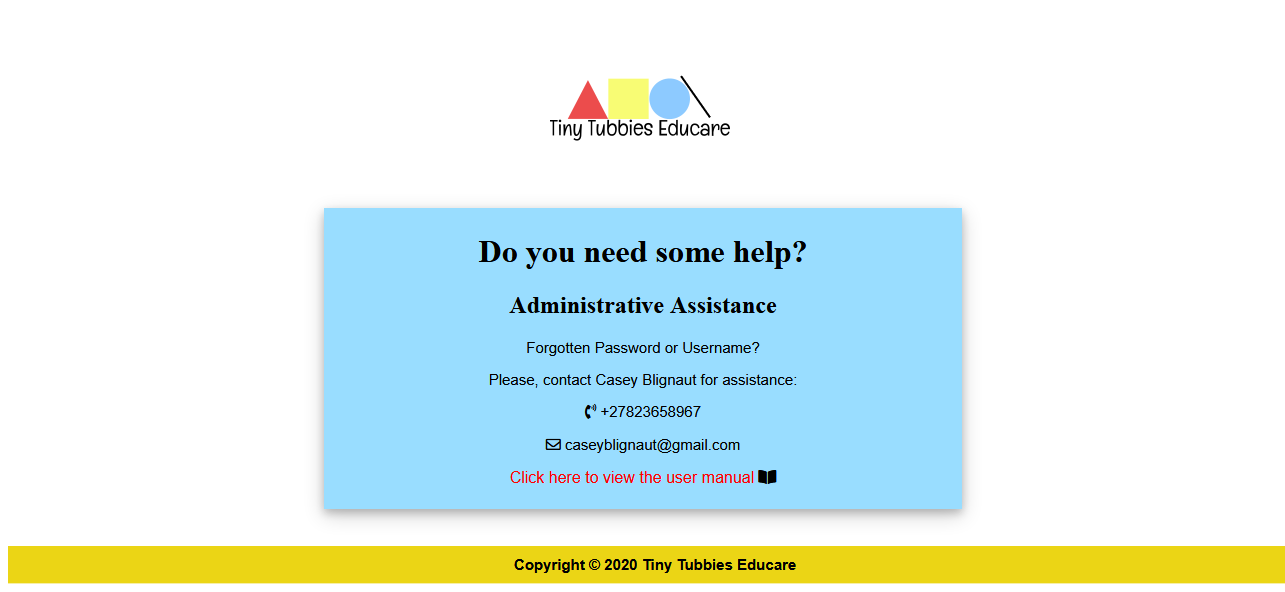 Tiny Tubbies Educare
Do you need some help?
Administrative Assistance
Forgotten Password or Username?
Please, contact Casey Blignaut for assistance:
+27823658967
caseyblignaut@gmail.com
Click here to view the user manual
Copyright © 2020 Tiny Tubbies Educare